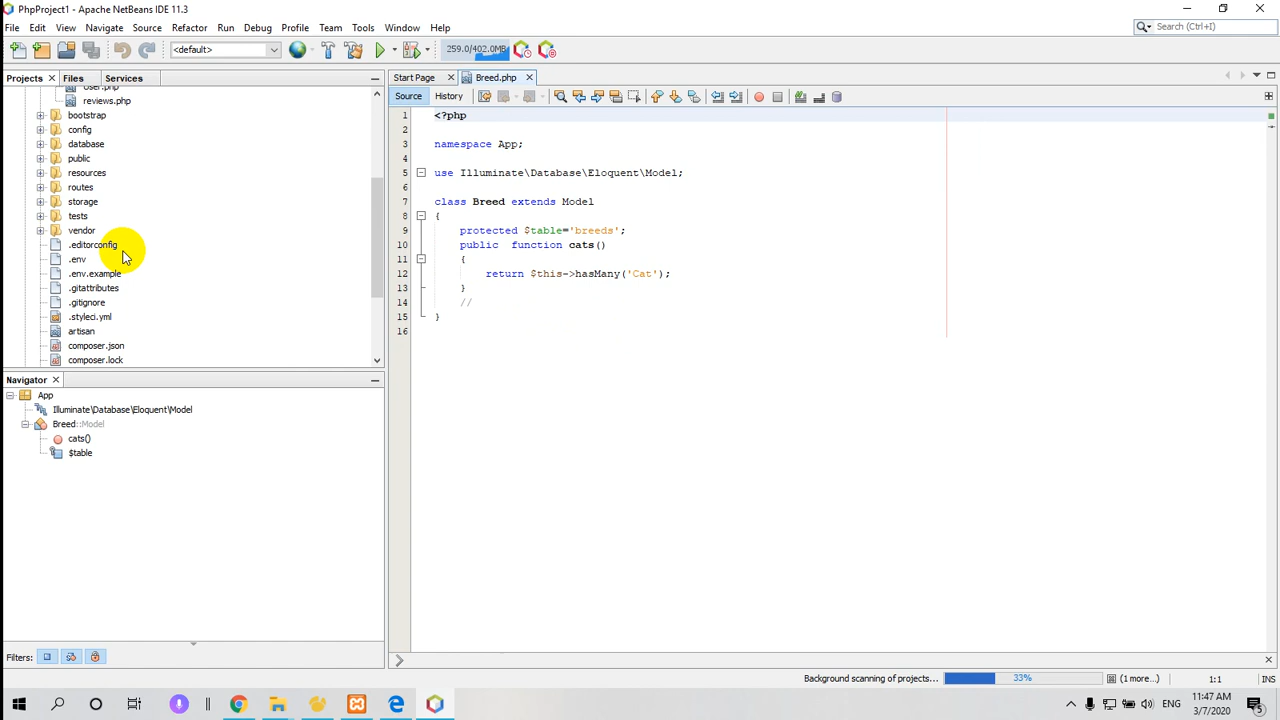 PhpProject1 - Apache NetBeans IDE 11.3
File Edit View Navigate Source Refactor Run Debug Profile Team Tools Window Help
Search (Ctrl+I)
<default>
259.0/402.0MB
Projects Files Services
Start Page Breed.php
Source History
user.php
reviews.php
bootstrap
config
database
public
resources
routes
storage
tests
vendor
.editorconfig
.env
.env.example
.gitattributes
.gitignore
.styleci.yml
artisan
composer.json
composer.lock
1 <?php
2
3 namespace App;
4
5 use Illuminate\Database\Eloquent\Model;
6
7 class Breed extends Model
8 {
9 protected $table='breeds';
10 public function cats()
11 {
12 return $this->hasMany('Cat');
13 }
14 //
15 }
16
Navigator
App
Illuminate\Database\Eloquent\Model
Breed::Model
cats()
$table
Filters:
Background scanning of projects... 33% (1 more...) 1:1 INS
ENG
11:47 AM
3/7/2020
5